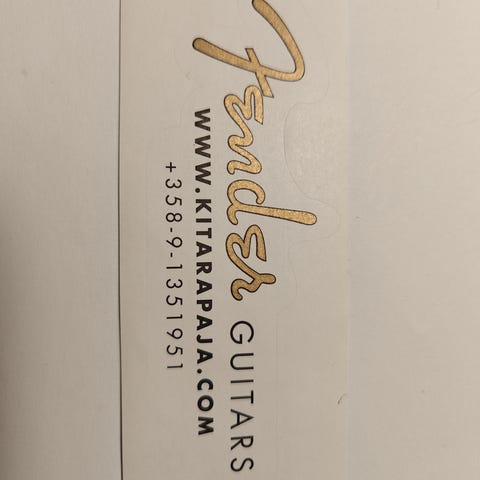 Fender GUITARS
WWW.KITARAPAJA.COM
+358-9-1351951